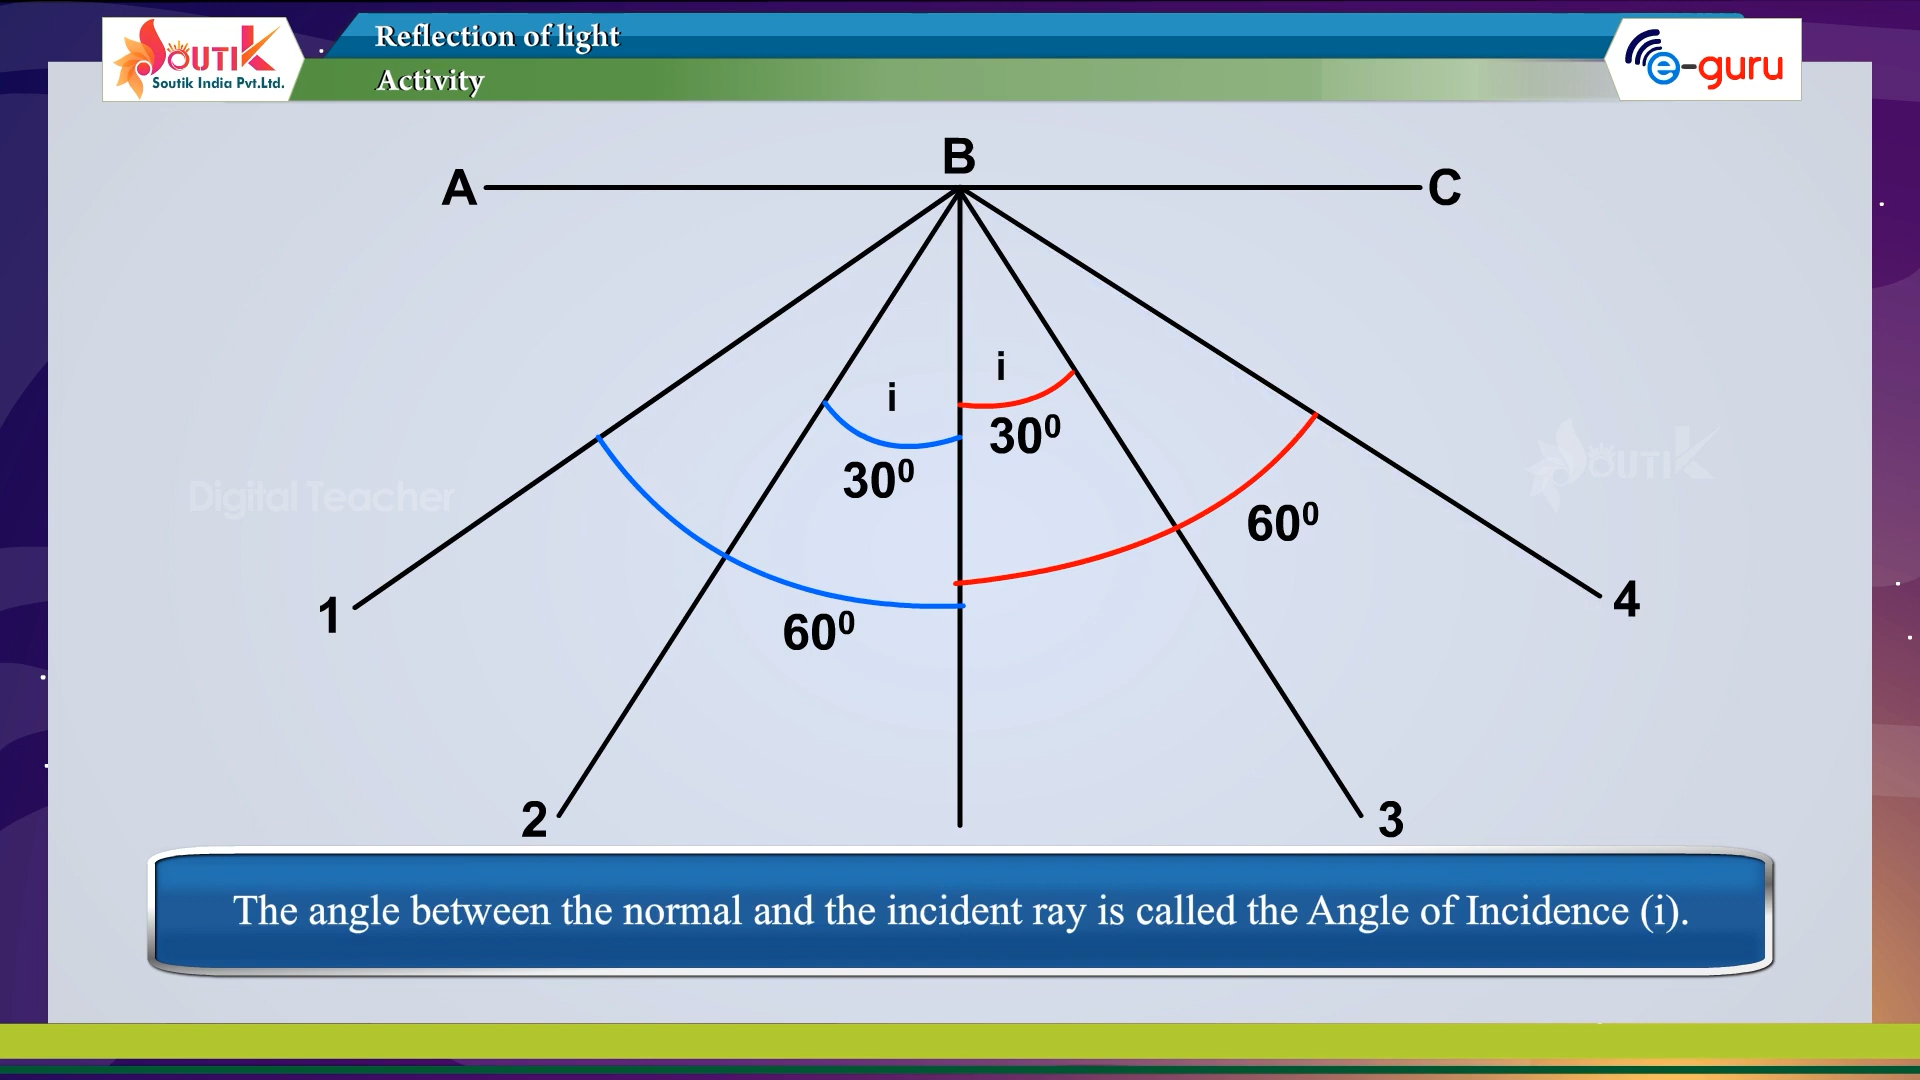 SOUTIK
Soutik India Pvt.Ltd.
Reflection of light
Activity
e-guru
B
A
C
i
i
30⁰
30⁰
Digital Teacher
SOUTIK
60⁰
60⁰
1
4
2
3
The angle between the normal and the incident ray is called the Angle of Incidence (i).